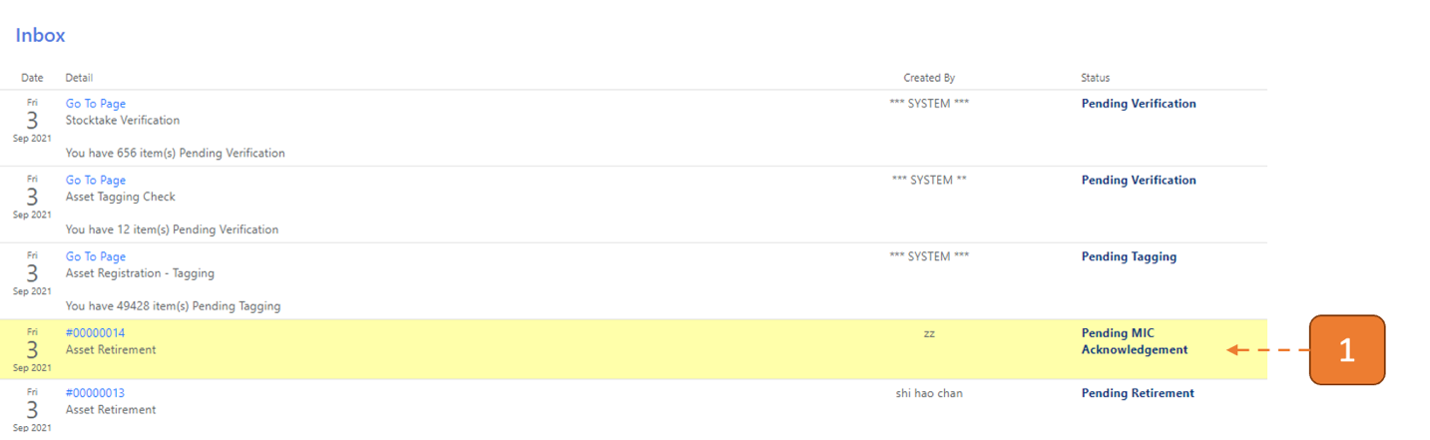 Inbox
Date Detail Created By Status
Fri Go To Page *** SYSTEM *** Pending Verification
3 Stocktake Verification
Sep 2021
You have 656 item(s) Pending Verification
Fri Go To Page *** SYSTEM ** Pending Verification
3 Asset Tagging Check
Sep 2021
You have 12 item(s) Pending Verification
Fri Go To Page *** SYSTEM *** Pending Tagging
3 Asset Registration - Tagging
Sep 2021
You have 49428 item(s) Pending Tagging
Fri #00000014 zz Pending MIC
3 Asset Retirement Acknowledgement 1
Sep 2021
Fri #00000013 shi hao chan Pending Retirement
3 Asset Retirement
Sep 2021